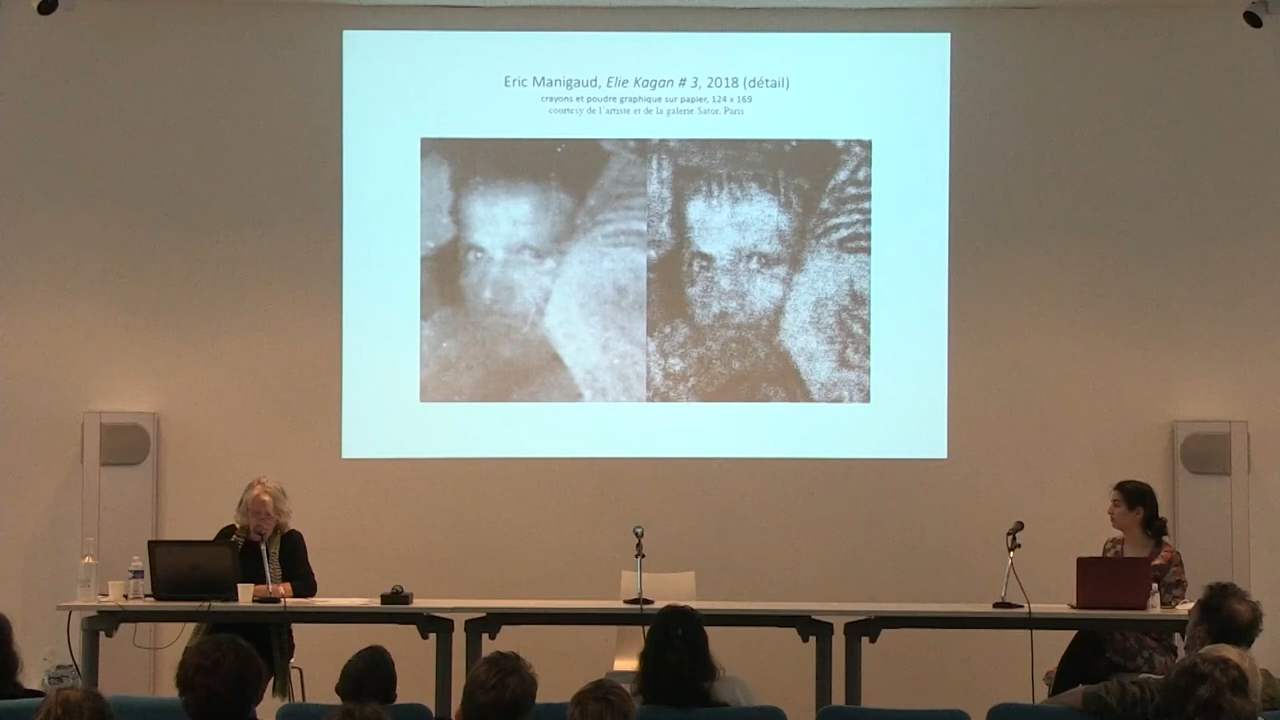 Eric Manigaud, Elie Kagan # 3, 2018 (détail)
crayons et poudre graphique sur papier, 124 x 169
courtesy de l'artiste et de la galerie Sator, Paris